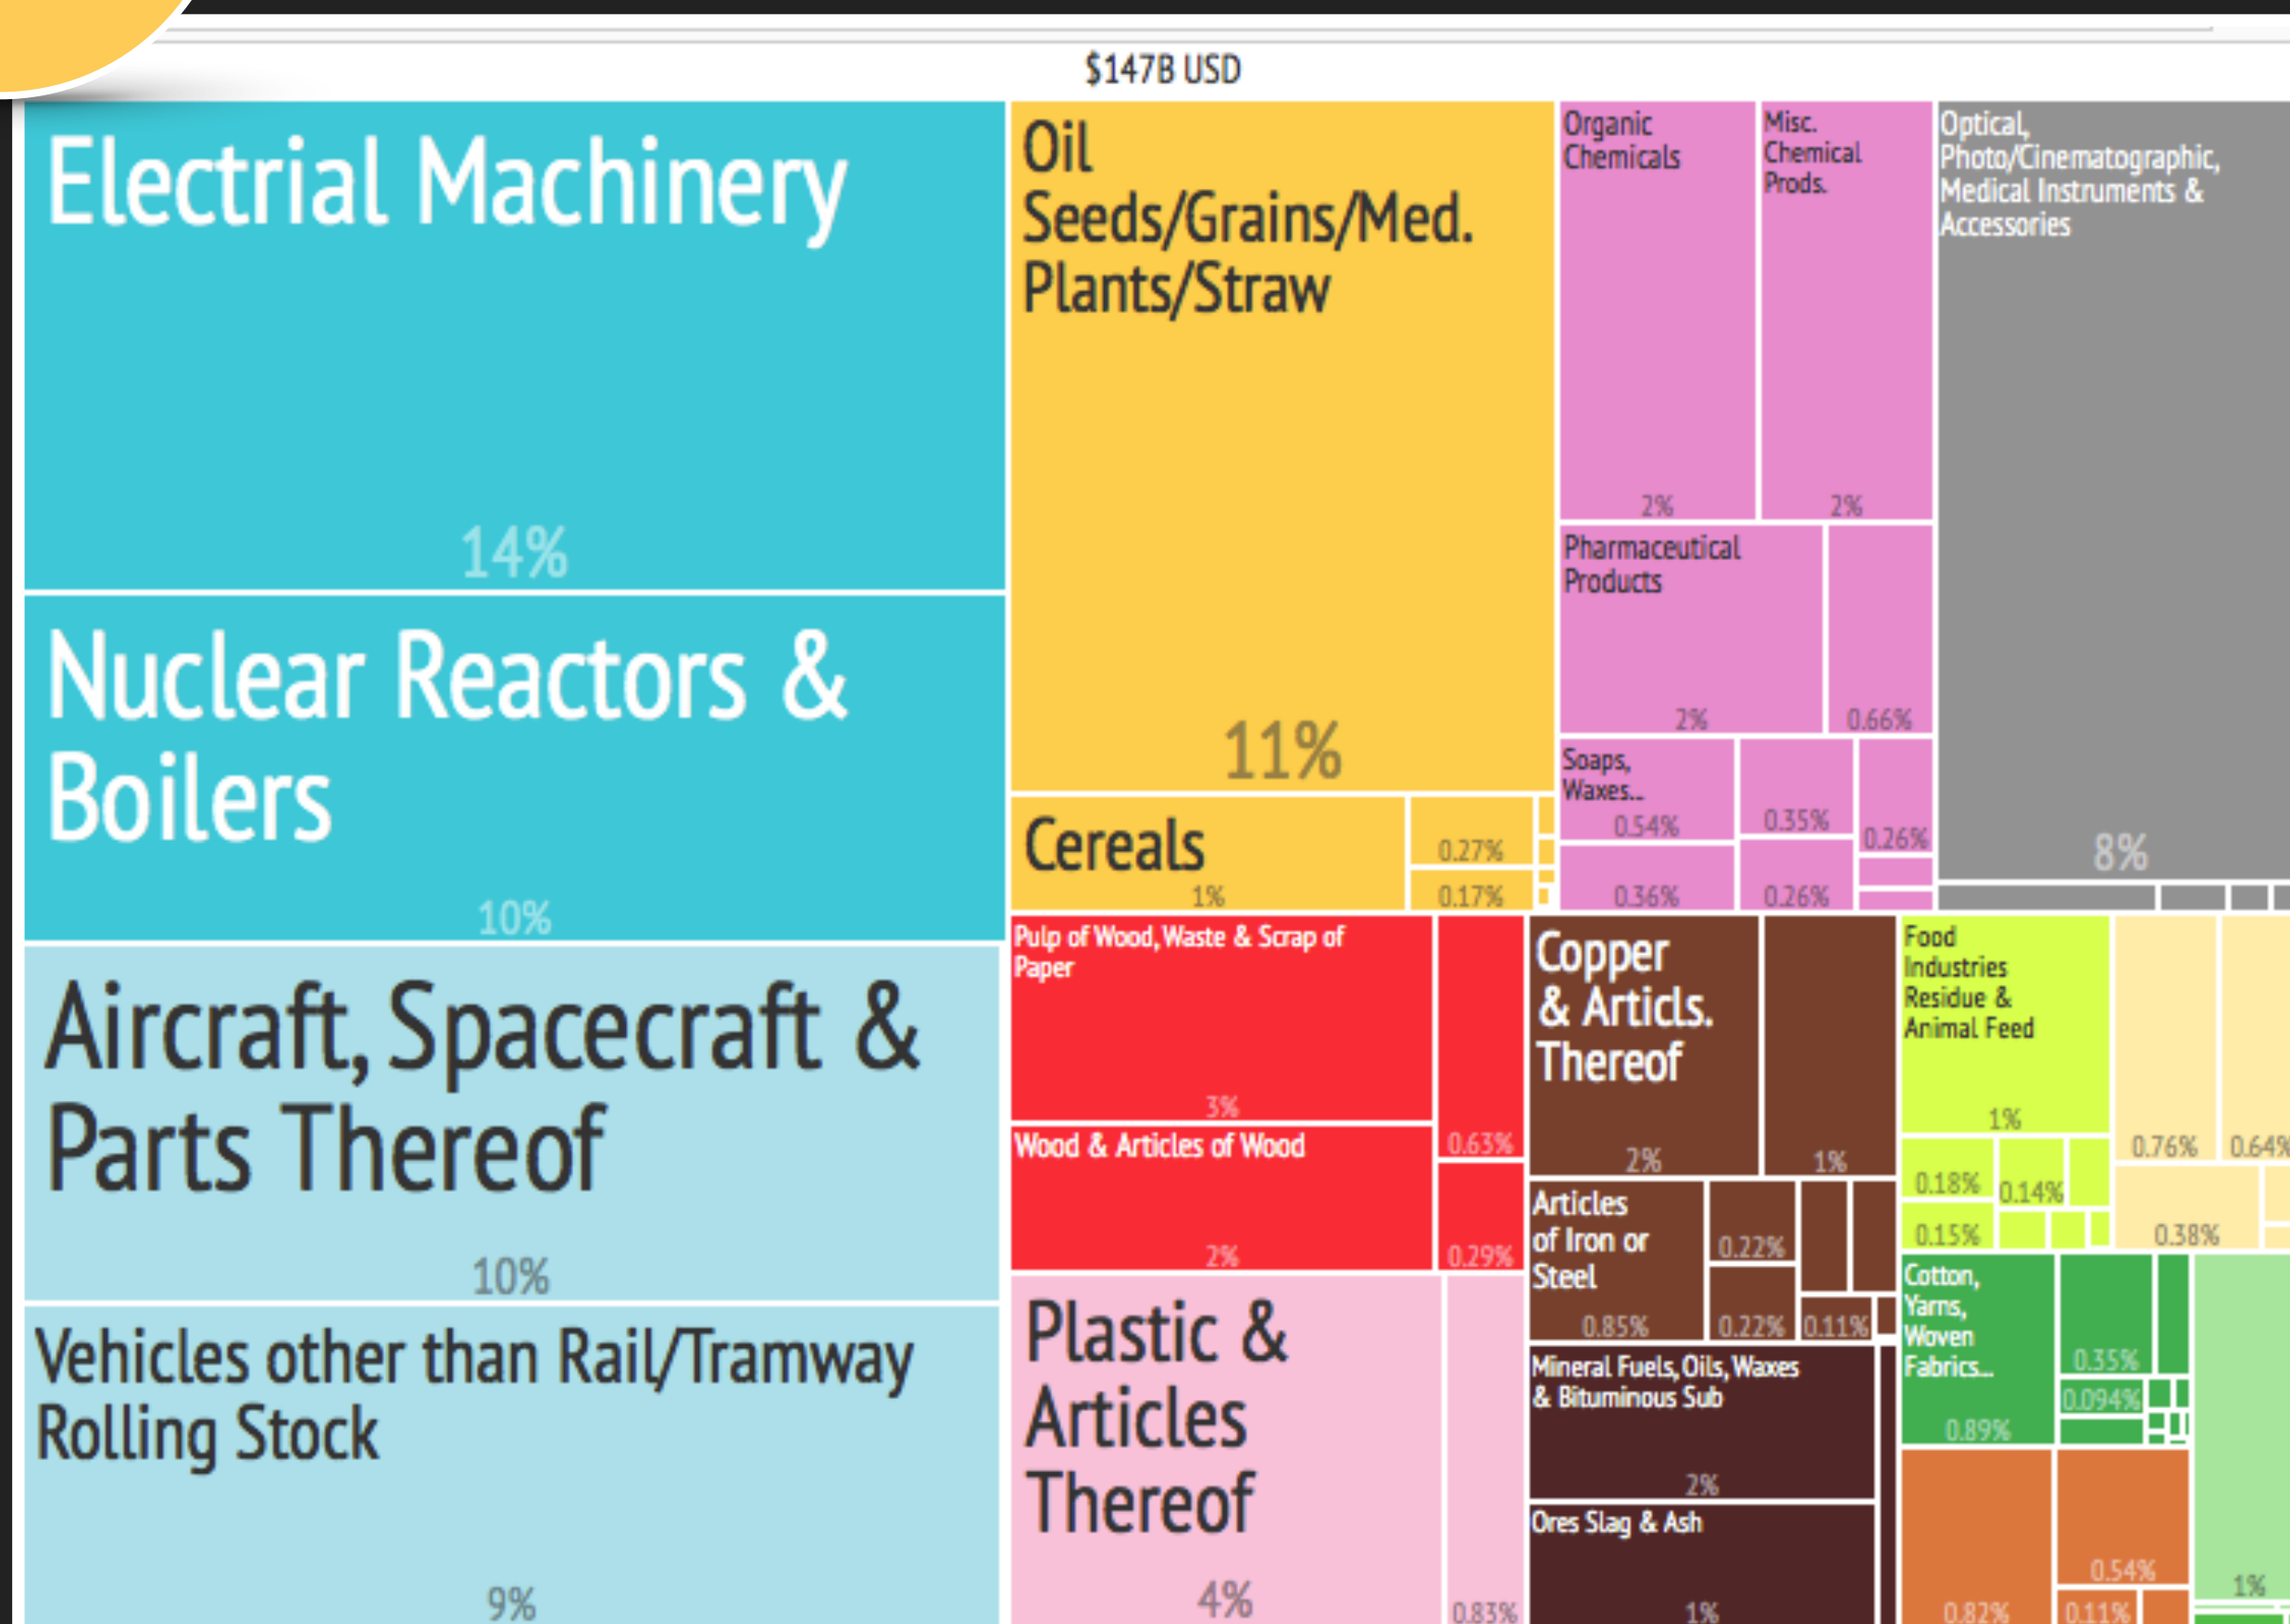 $147B USD
Electrial Machinery
14%
Nuclear Reactors &
Boilers
10%
Aircraft, Spacecraft &
Parts Thereof
10%
Vehicles other than Rail/Tramway
Rolling Stock
9%
Oil
Seeds/Grains/Med.
Plants/Straw
11%
Cereals
1%
0.27%
0.17%
Organic
Chemicals
2%
Misc.
Chemical
Prods.
2%
Pharmaceutical
Products
2%
0.66%
Soaps,
Waxes...
0.54%
0.36%
0.35%
0.26%
0.26%
Optical,
Photo/Cinematographic,
Medical Instruments &
Accessories
8%
Pulp of Wood, Waste & Scrap of
Paper
3%
Wood & Articles of Wood
2%
0.63%
0.29%
Plastic &
Articles
Thereof
4%
0.83%
Copper
& Articls.
Thereof
2%
1%
Articles
of Iron or
Steel
0.85%
0.22%
0.22%
0.11%
Mineral Fuels, Oils, Waxes
& Bituminous Sub
2%
Ores Slag & Ash
1%
Food
Industries
Residue &
Animal Feed
1%
0.18%
0.14%
0.15%
0.76%
0.64%
0.38%
Cotton,
Yarns,
Woven
Fabrics...
0.89%
0.35%
0.094%
0.82%
0.54%
0.11%
1%